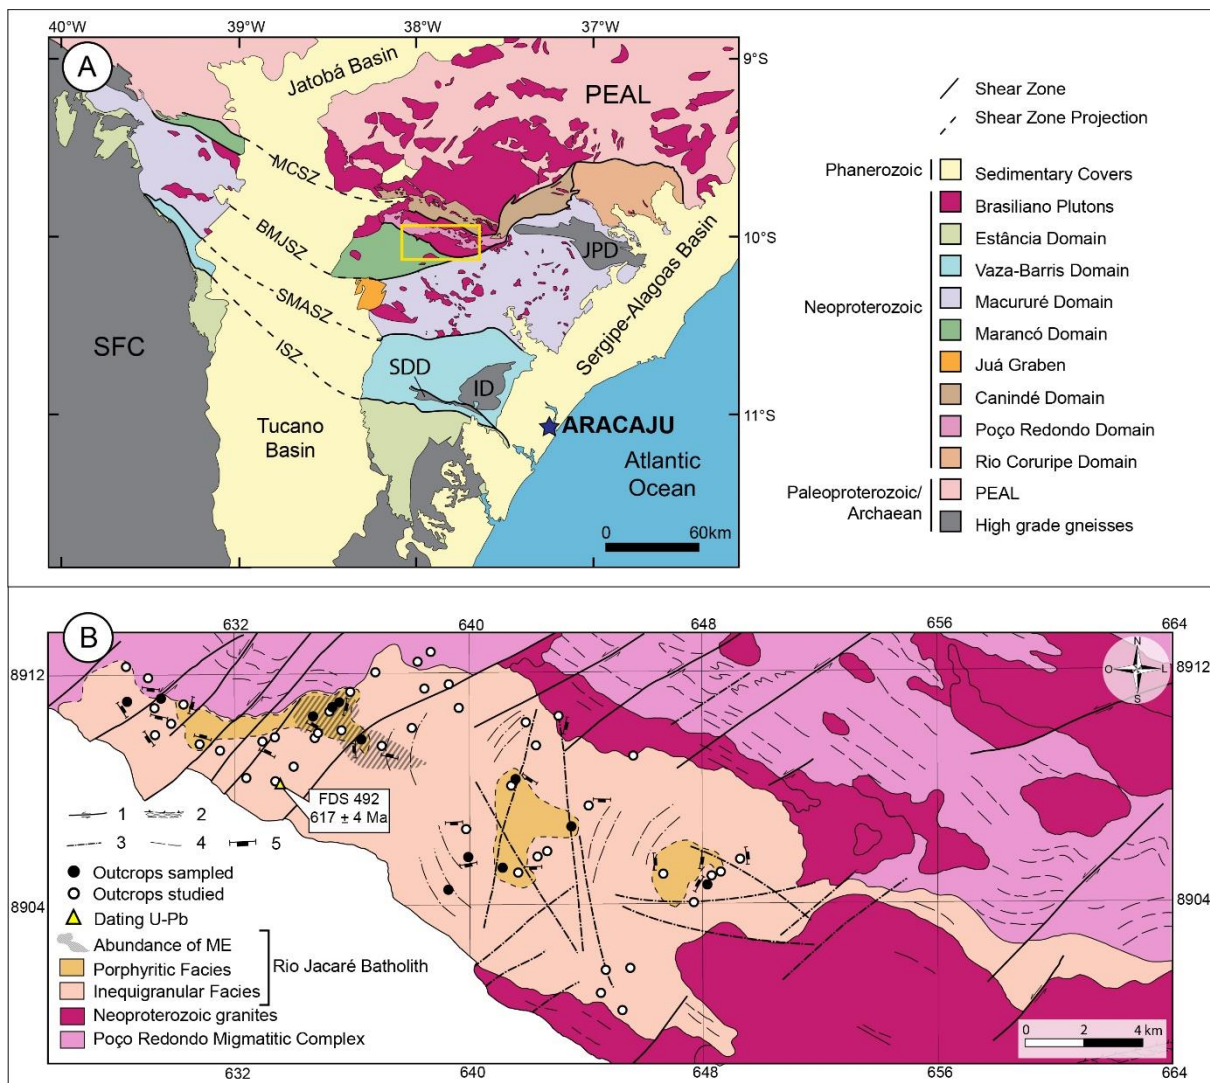 40°W 39°W 38°W 37°W
A
9°S
10°S
11°S
Jatobá Basin
PEAL
MCSZ
BMJSZ
SMASZ
ISZ
JPD
SFC
SDD
ID
Sergipe-Alagoas Basin
Tucano
Basin
ARACAJU
Atlantic
Ocean
0 60km
Shear Zone
Shear Zone Projection
Phanerozoic
Sedimentary Covers
Neoproterozoic
Brasiliano Plutons
Estância Domain
Vaza-Barris Domain
Macururé Domain
Marancó Domain
Juá Graben
Canindé Domain
Poço Redondo Domain
Rio Coruripe Domain
Paleoproterozoic/
Archaean
PEAL
High grade gneisses
B
632 640 648 656 664
8912 8912
N
O L
S
FDS 492
617 ± 4 Ma
1 2
3 4 5
Outcrops sampled
Outcrops studied
Dating U-Pb
Abundance of ME
Porphyritic Facies
Inequigranular Facies
Rio Jacaré Batholith
Neoproterozoic granites
Poço Redondo Migmatitic Complex
8904 8904
0 2 4 km
632 640 648 656 664